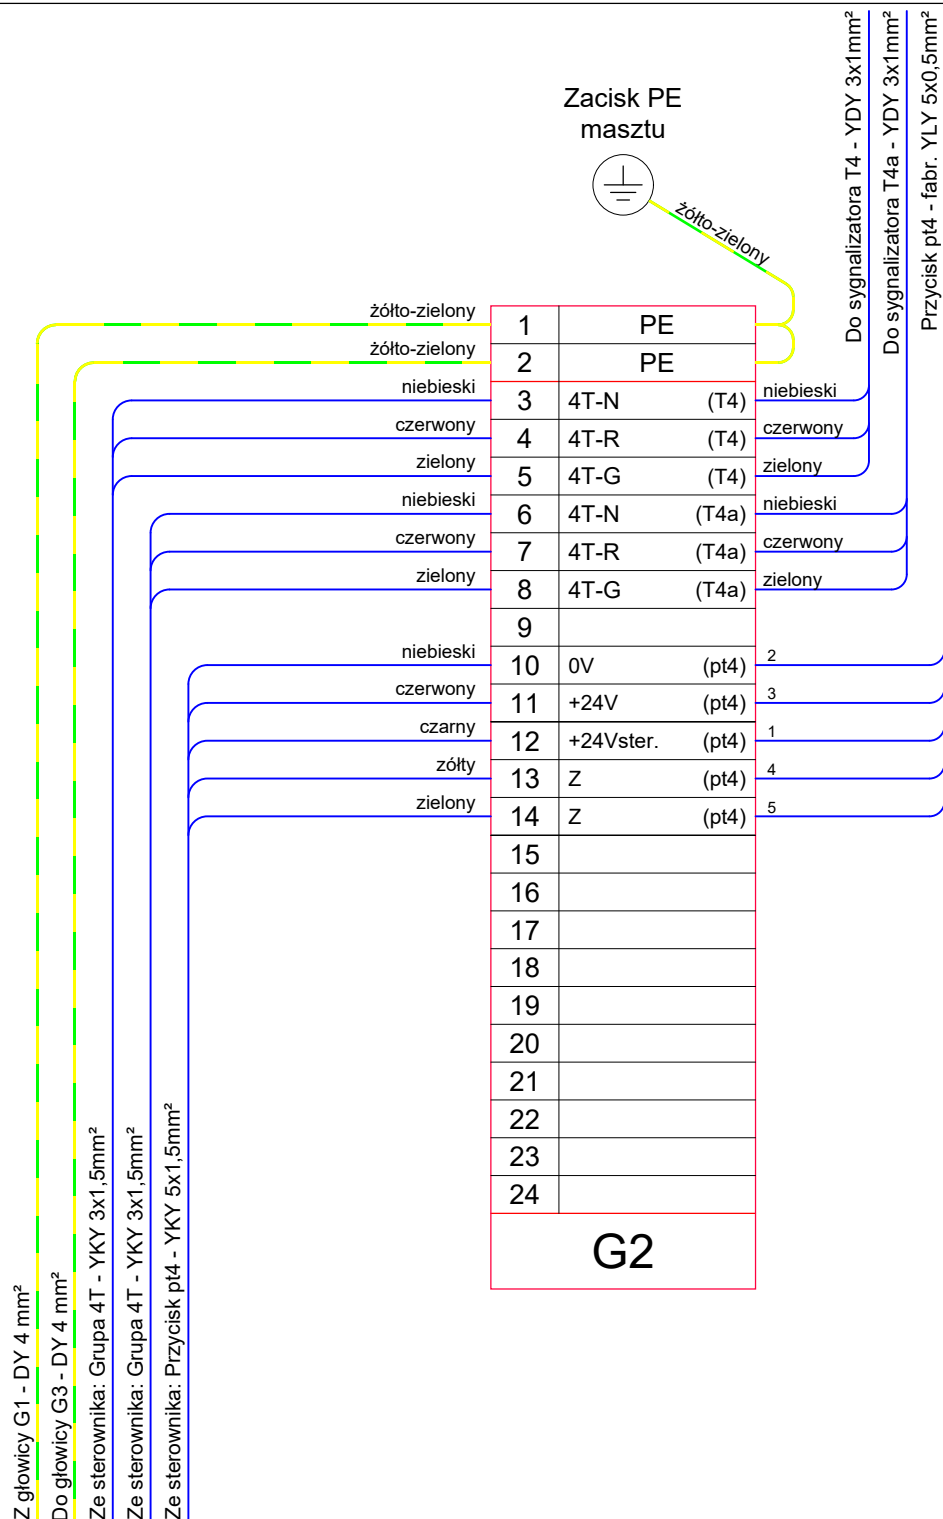 Zacisk PE
masztu
żółto-zielony
Do sygnalizatora T4 - YDY 3x1mm²
Do sygnalizatora T4a - YDY 3x1mm²
Przycisk pt4 - fabr. YLY 5x0,5mm²
żółto-zielony 1 PE
żółto-zielony 2 PE
niebieski 3 4T-N (T4) niebieski
czerwony 4 4T-R (T4) czerwony
zielony 5 4T-G (T4) zielony
niebieski 6 4T-N (T4a) niebieski
czerwony 7 4T-R (T4a) czerwony
zielony 8 4T-G (T4a) zielony
9
niebieski 10 0V (pt4) 2
czerwony 11 +24V (pt4) 3
czarny 12 +24Vster. (pt4) 1
zółty 13 Z (pt4) 4
zielony 14 Z (pt4) 5
15
16
17
18
19
20
21
22
23
24
G2
Z głowicy G1 - DY 4 mm²
Do głowicy G3 - DY 4 mm²
Ze sterownika: Grupa 4T - YKY 3x1,5mm²
Ze sterownika: Grupa 4T - YKY 3x1,5mm²
Ze sterownika: Przycisk pt4 - YKY 5x1,5mm²